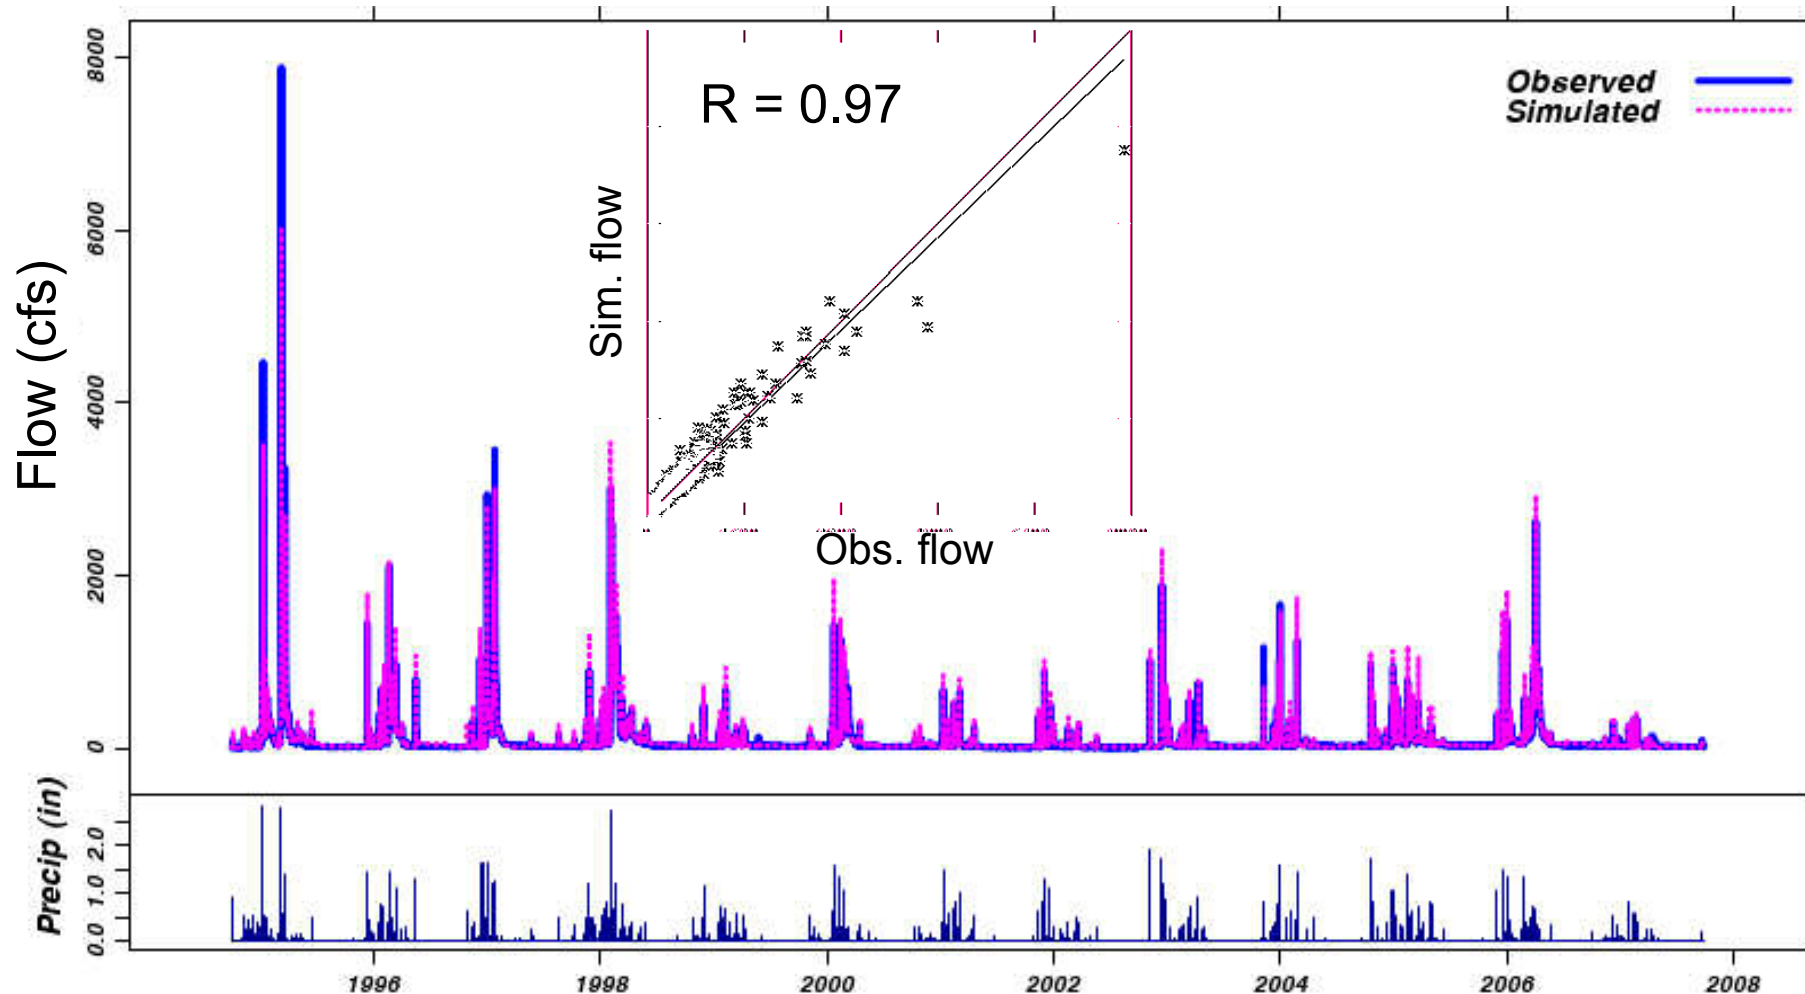 R = 0.97
Observed
Simulated
Flow (cfs)
8000
6000
4000
2000
0
Sim. flow
Obs. flow
Precip (in)
2.0
1.0
0.0
1996
1998
2000
2002
2004
2006
2008